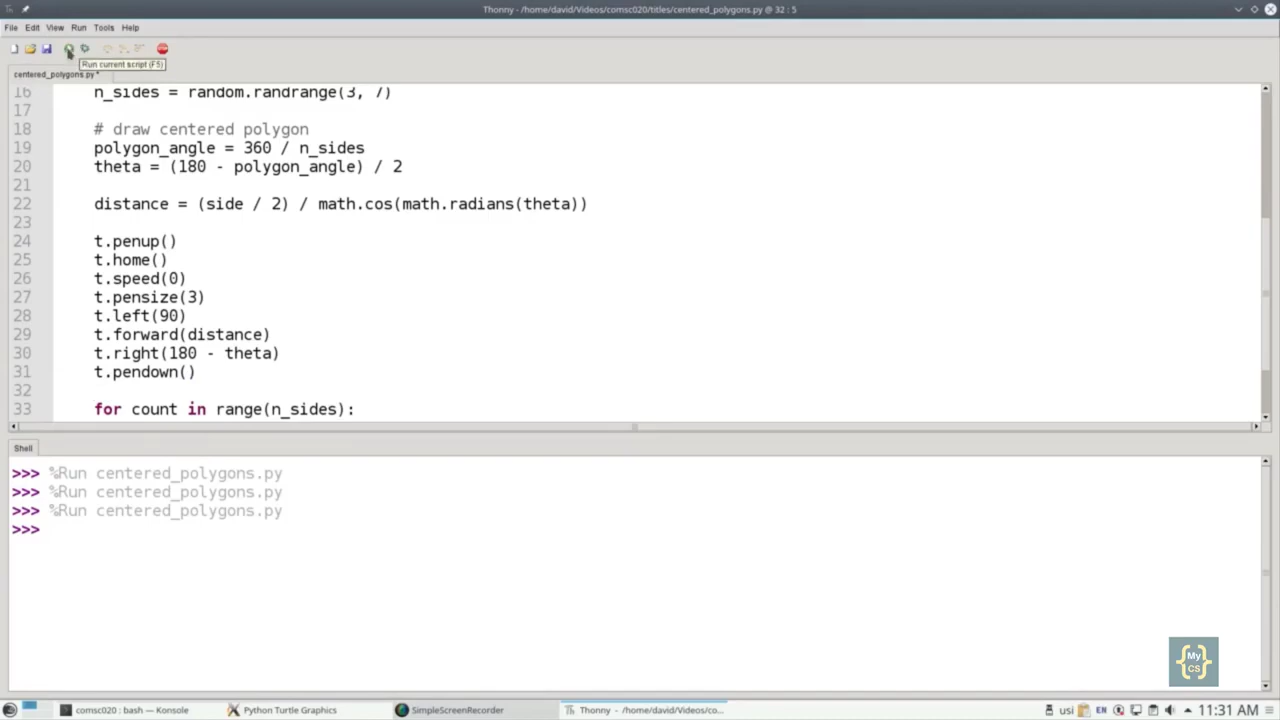 Thonny - /home/david/Videos/comsc020/titles/centered_polygons.py @ 32 : 5
File Edit View Run Tools Help
Run current script (F5)
centered_polygons.py *
16 n_sides = random.randrange(3, 7)
17
18 # draw centered polygon
19 polygon_angle = 360 / n_sides
20 theta = (180 - polygon_angle) / 2
21
22 distance = (side / 2) / math.cos(math.radians(theta))
23
24 t.penup()
25 t.home()
26 t.speed(0)
27 t.pensize(3)
28 t.left(90)
29 t.forward(distance)
30 t.right(180 - theta)
31 t.pendown()
32
33 for count in range(n_sides):
Shell
>>> %Run centered_polygons.py
>>> %Run centered_polygons.py
>>> %Run centered_polygons.py
>>>
My
{CS}
comsc020 : bash — Konsole Python Turtle Graphics SimpleScreenRecorder Thonny - /home/david/Videos/co... usi EN 11:31 AM